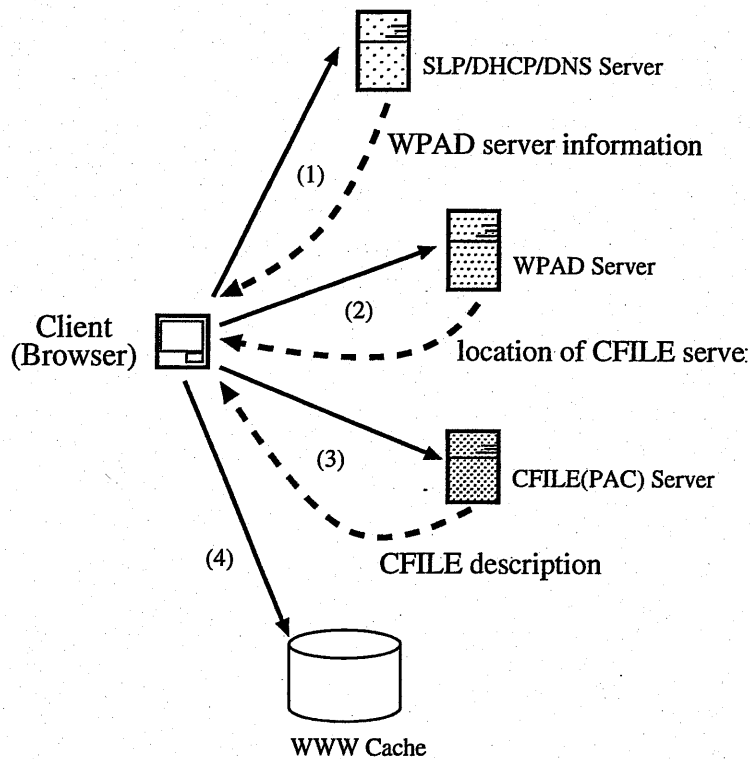 SLP/DHCP/DNS Server
WPAD server information
(1)
WPAD Server
(2)
Client
(Browser)
location of CFILE serve
(3)
CFILE(PAC) Server
(4)
CFILE description
WWW Cache